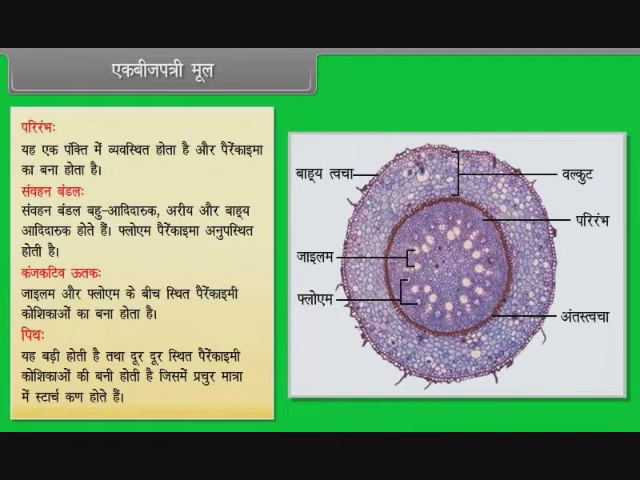 एकबीजपत्री मूल
परिरंभः
यह एक पंक्ति में व्यवस्थित होता है और पैरेंकाइमा
का बना होता है।
संवहन बंडलः
संवहन बंडल बहु-आदिदारुक, अरीय और बाह्य
आदिदारुक होते हैं। फ्लोएम पैरेंकाइमा अनुपस्थित
होती है।
कंजकटिव ऊतकः
जाइलम और फ्लोएम के बीच स्थित पैरेंकाइमी
कोशिकाओं का बना होता है।
पिथः
यह बड़ी होती है तथा दूर दूर स्थित पैरेंकाइमी
कोशिकाओं की बनी होती है जिसमें प्रचुर मात्रा
में स्टार्च कण होते हैं।
बाह्य त्वचा
वल्कुट
परिरंभ
जाइलम
फ्लोएम
अंतस्त्वचा